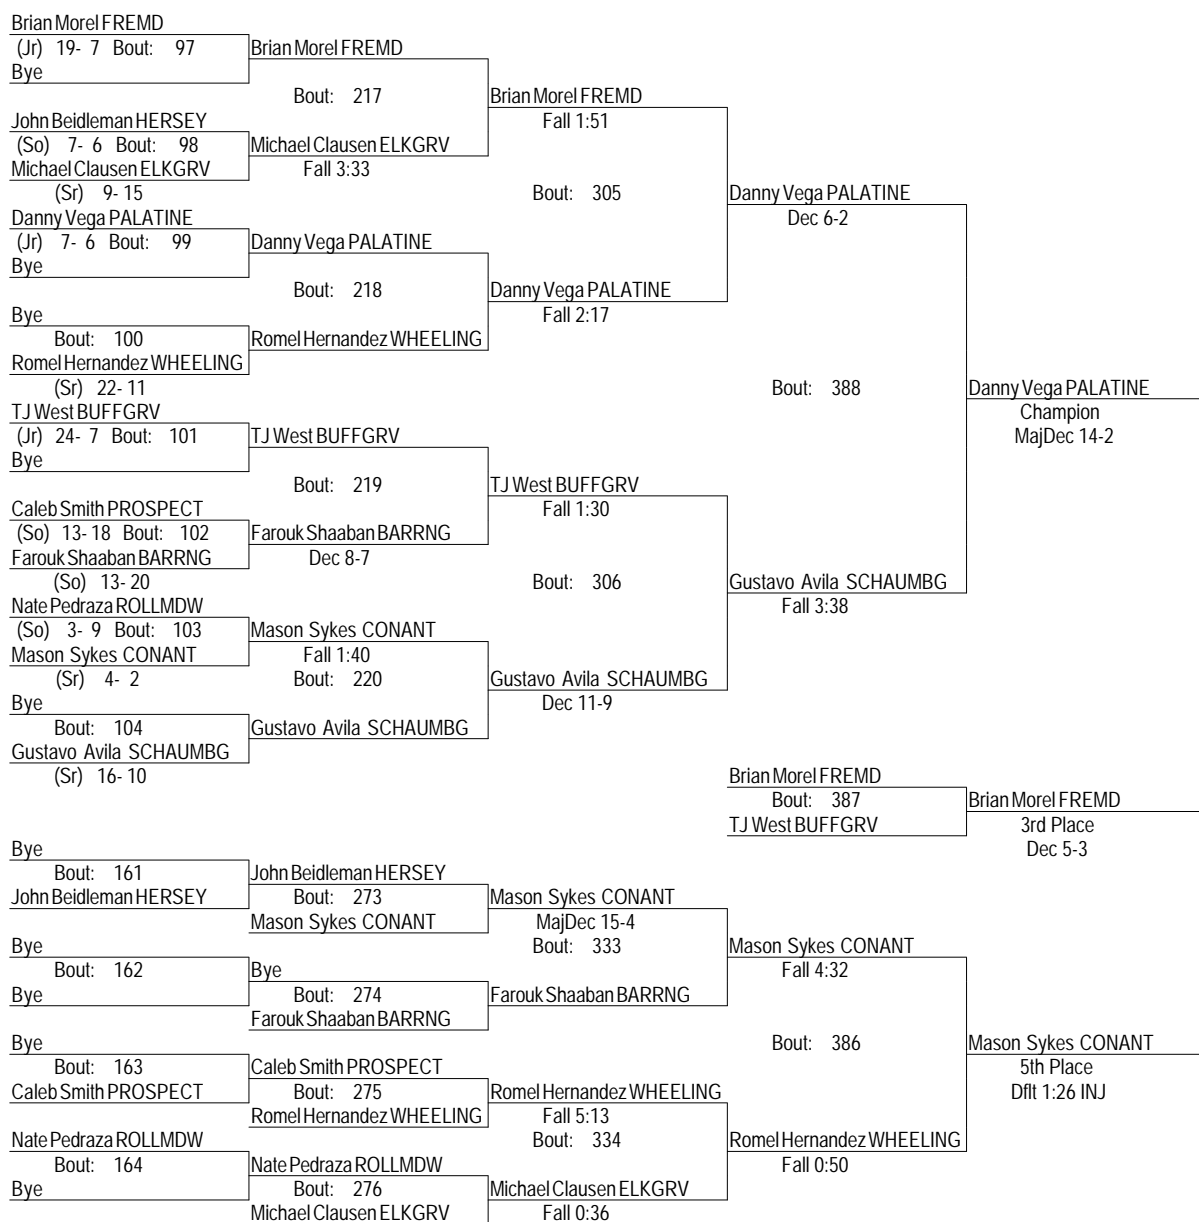 Brian Morel FREMD
(Jr) 19- 7 Bout: 97
Brian Morel FREMD
Bye
Bout: 217
Brian Morel FREMD
John Beidleman HERSEY
Fall 1:51
(So) 7- 6 Bout: 98
Michael Clausen ELKGRV
Michael Clausen ELKGRV
Fall 3:33
(Sr) 9- 15
Bout: 305
Danny Vega PALATINE
Danny Vega PALATINE
Dec 6-2
(Jr) 7- 6 Bout: 99
Danny Vega PALATINE
Bye
Bout: 218
Danny Vega PALATINE
Bye
Fall 2:17
Bout: 100
Romel Hernandez WHEELING
Romel Hernandez WHEELING
(Sr) 22- 11
Bout: 388
Danny Vega PALATINE
TJ West BUFFGRV
Champion
(Jr) 24- 7 Bout: 101
TJ West BUFFGRV
MajDec 14-2
Bye
Bout: 219
TJ West BUFFGRV
Caleb Smith PROSPECT
Fall 1:30
(So) 13- 18 Bout: 102
Farouk Shaaban BARRNG
Farouk Shaaban BARRNG
Dec 8-7
(So) 13- 20
Bout: 306
Gustavo Avila SCHAUMBG
Nate Pedraza ROLLMDW
Fall 3:38
(So) 3- 9 Bout: 103
Mason Sykes CONANT
Mason Sykes CONANT
Fall 1:40
(Sr) 4- 2
Bout: 220
Gustavo Avila SCHAUMBG
Bye
Dec 11-9
Bout: 104
Gustavo Avila SCHAUMBG
Gustavo Avila SCHAUMBG
(Sr) 16- 10
Brian Morel FREMD
Bout: 387
Brian Morel FREMD
TJ West BUFFGRV
3rd Place
Dec 5-3
Bye
Bout: 161
John Beidleman HERSEY
John Beidleman HERSEY
Bout: 273
Mason Sykes CONANT
Mason Sykes CONANT
MajDec 15-4
Bye
Bout: 333
Mason Sykes CONANT
Bout: 162
Bye
Fall 4:32
Bye
Bout: 274
Farouk Shaaban BARRNG
Farouk Shaaban BARRNG
Bye
Bout: 386
Mason Sykes CONANT
Bout: 163
Caleb Smith PROSPECT
5th Place
Caleb Smith PROSPECT
Bout: 275
Romel Hernandez WHEELING
Dflt 1:26 INJ
Romel Hernandez WHEELING
Fall 5:13
Nate Pedraza ROLLMDW
Bout: 334
Romel Hernandez WHEELING
Bout: 164
Nate Pedraza ROLLMDW
Fall 0:50
Bye
Bout: 276
Michael Clausen ELKGRV
Michael Clausen ELKGRV
Fall 0:36